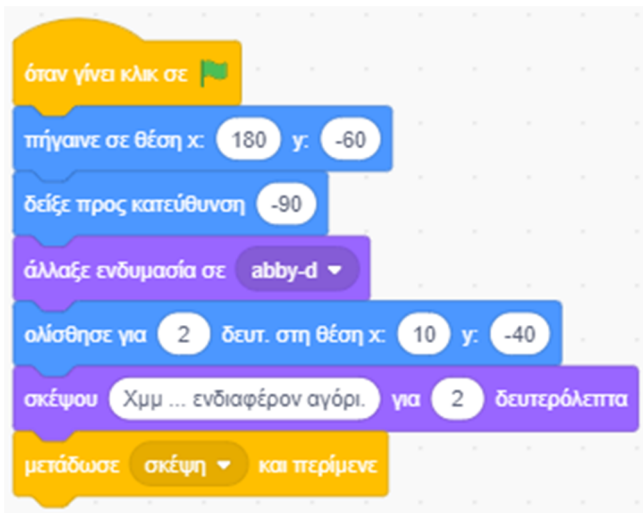 όταν γίνει κλικ σε
πήγαινε σε θέση x: 180 y: -60
δείξε προς κατεύθυνση -90
άλλαξε ενδυμασία σε abby-d
ολίσθησε για 2 δευτ. στη θέση x: 10 y: -40
σκέψου Χμμ ... ενδιαφέρον αγόρι. για 2 δευτερόλεπτα
μετάδωσε σκέψη και περίμενε